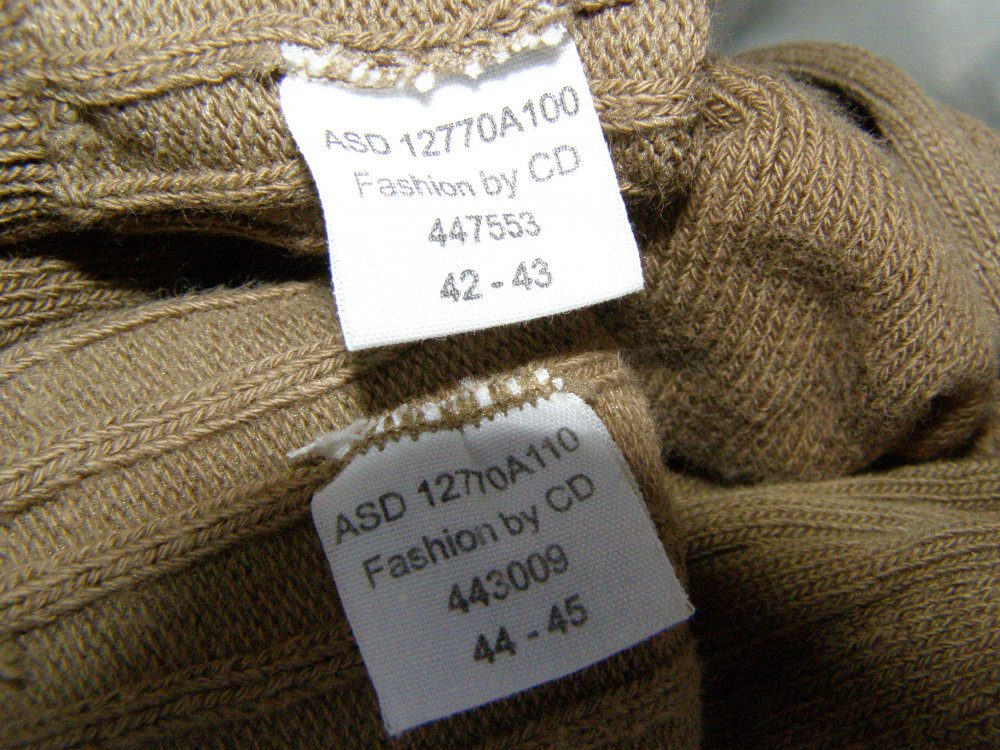 ASD 12770A100
Fashion by CD
447553
42 - 43
ASD 12770A110
Fashion by CD
443009
44 - 45